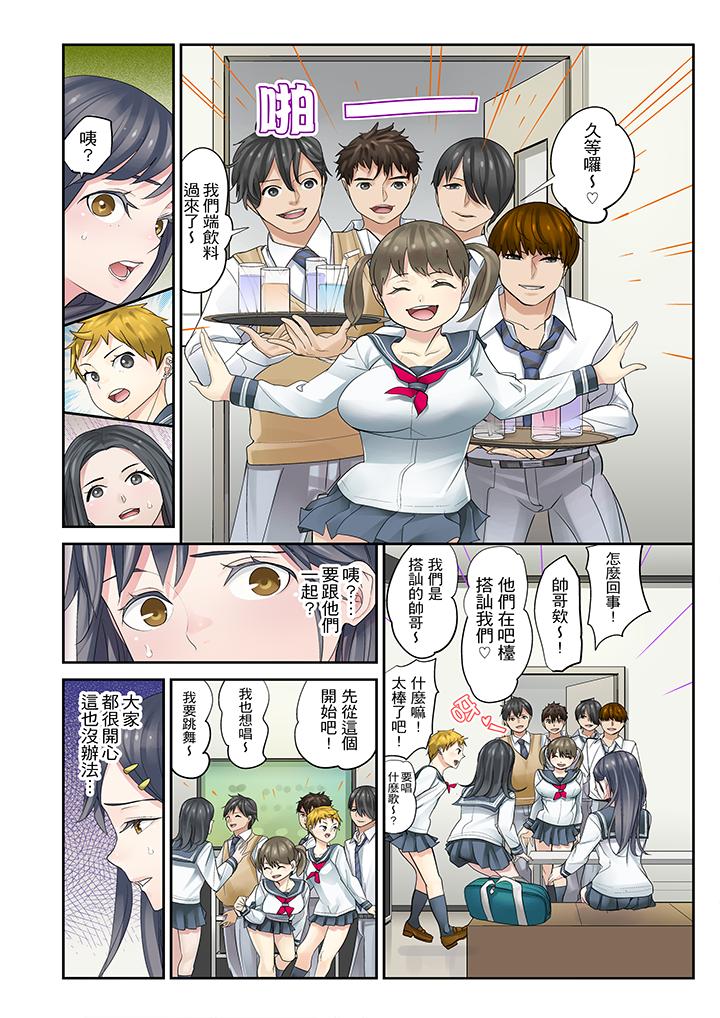 久等囉～♡
啪——
我們端飲料
過來了～
咦？
怎麼回事！
帥哥欸～！
他們在吧檯
搭訕我們♡
我們是
搭訕的帥哥～
什麼嘛！
太棒了吧！
呀～♡
要唱
什麼歌～？
咦？…
要跟他們
一起？
先從這個
開始吧！
我也想唱～
我要跳舞～
大家
都很開心
這也沒辦法…